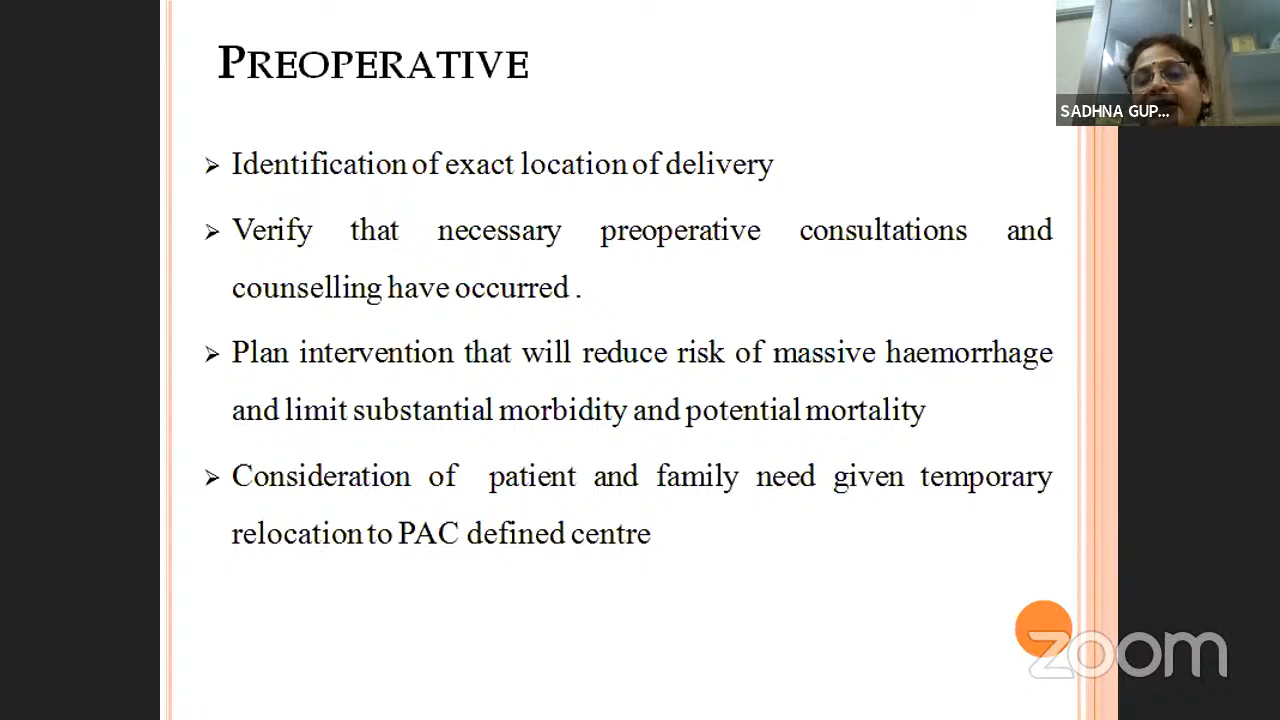 PREOPERATIVE
SADHNA GUP...
➢ Identification of exact location of delivery
➢ Verify that necessary preoperative consultations and
counselling have occurred .
➢ Plan intervention that will reduce risk of massive haemorrhage
and limit substantial morbidity and potential mortality
➢ Consideration of patient and family need given temporary
relocation to PAC defined centre
zoom